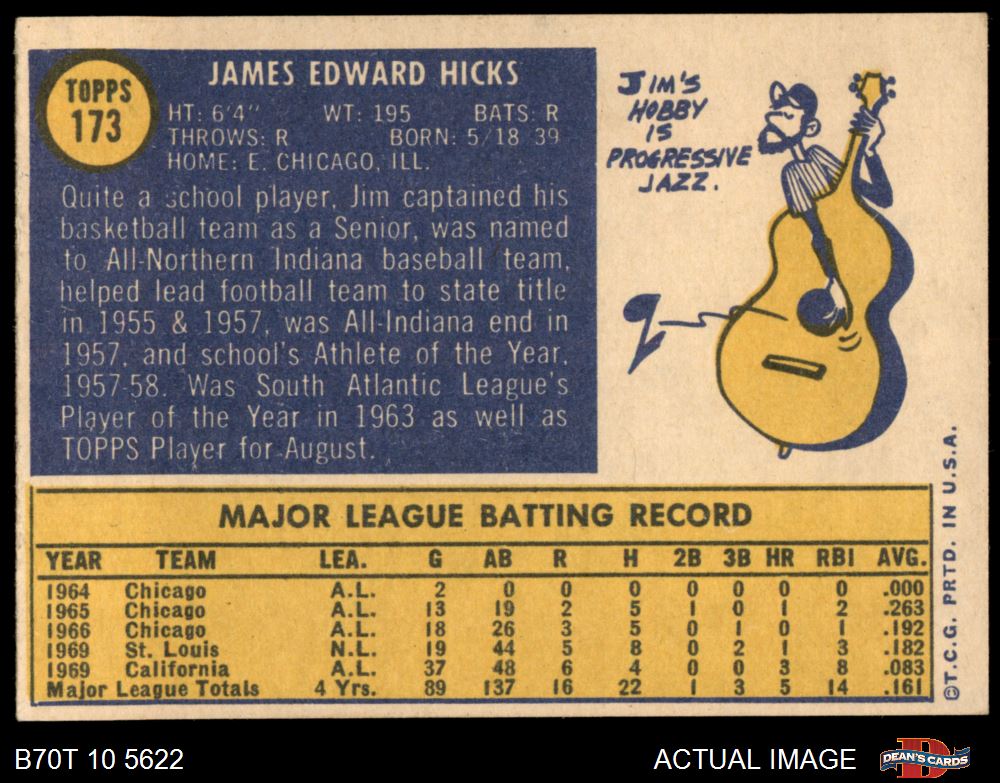 TOPPS
173
JAMES EDWARD HICKS
HT: 6'4" WT: 195 BATS: R
THROWS: R BORN: 5/18 39
HOME: E. CHICAGO, ILL.
Quite a school player, Jim captained his
basketball team as a Senior, was named
to All-Northern Indiana baseball team,
helped lead football team to state title
in 1955 & 1957, was All-Indiana end in
1957, and school's Athlete of the Year,
1957-58. Was South Atlantic League's
Player of the Year in 1963 as well as
TOPPS Player for August.
JIM'S
HOBBY
IS
PROGRESSIVE
JAZZ.
MAJOR LEAGUE BATTING RECORD
YEAR TEAM LEA. G AB R H 2B 3B HR RBI AVG.
1964 Chicago A.L. 2 0 0 0 0 0 0 0 .000
1965 Chicago A.L. 13 19 2 5 1 0 1 2 .263
1966 Chicago A.L. 18 26 3 5 0 1 0 1 .192
1969 St. Louis N.L. 19 44 5 8 0 2 1 3 .182
1969 California A.L. 37 48 6 4 0 0 3 8 .083
Major League Totals 4 Yrs. 89 137 16 22 1 3 5 14 .161
©T.C.G. PRTD. IN U.S.A.
B70T 10 5622
ACTUAL IMAGE
DEAN'S CARDS